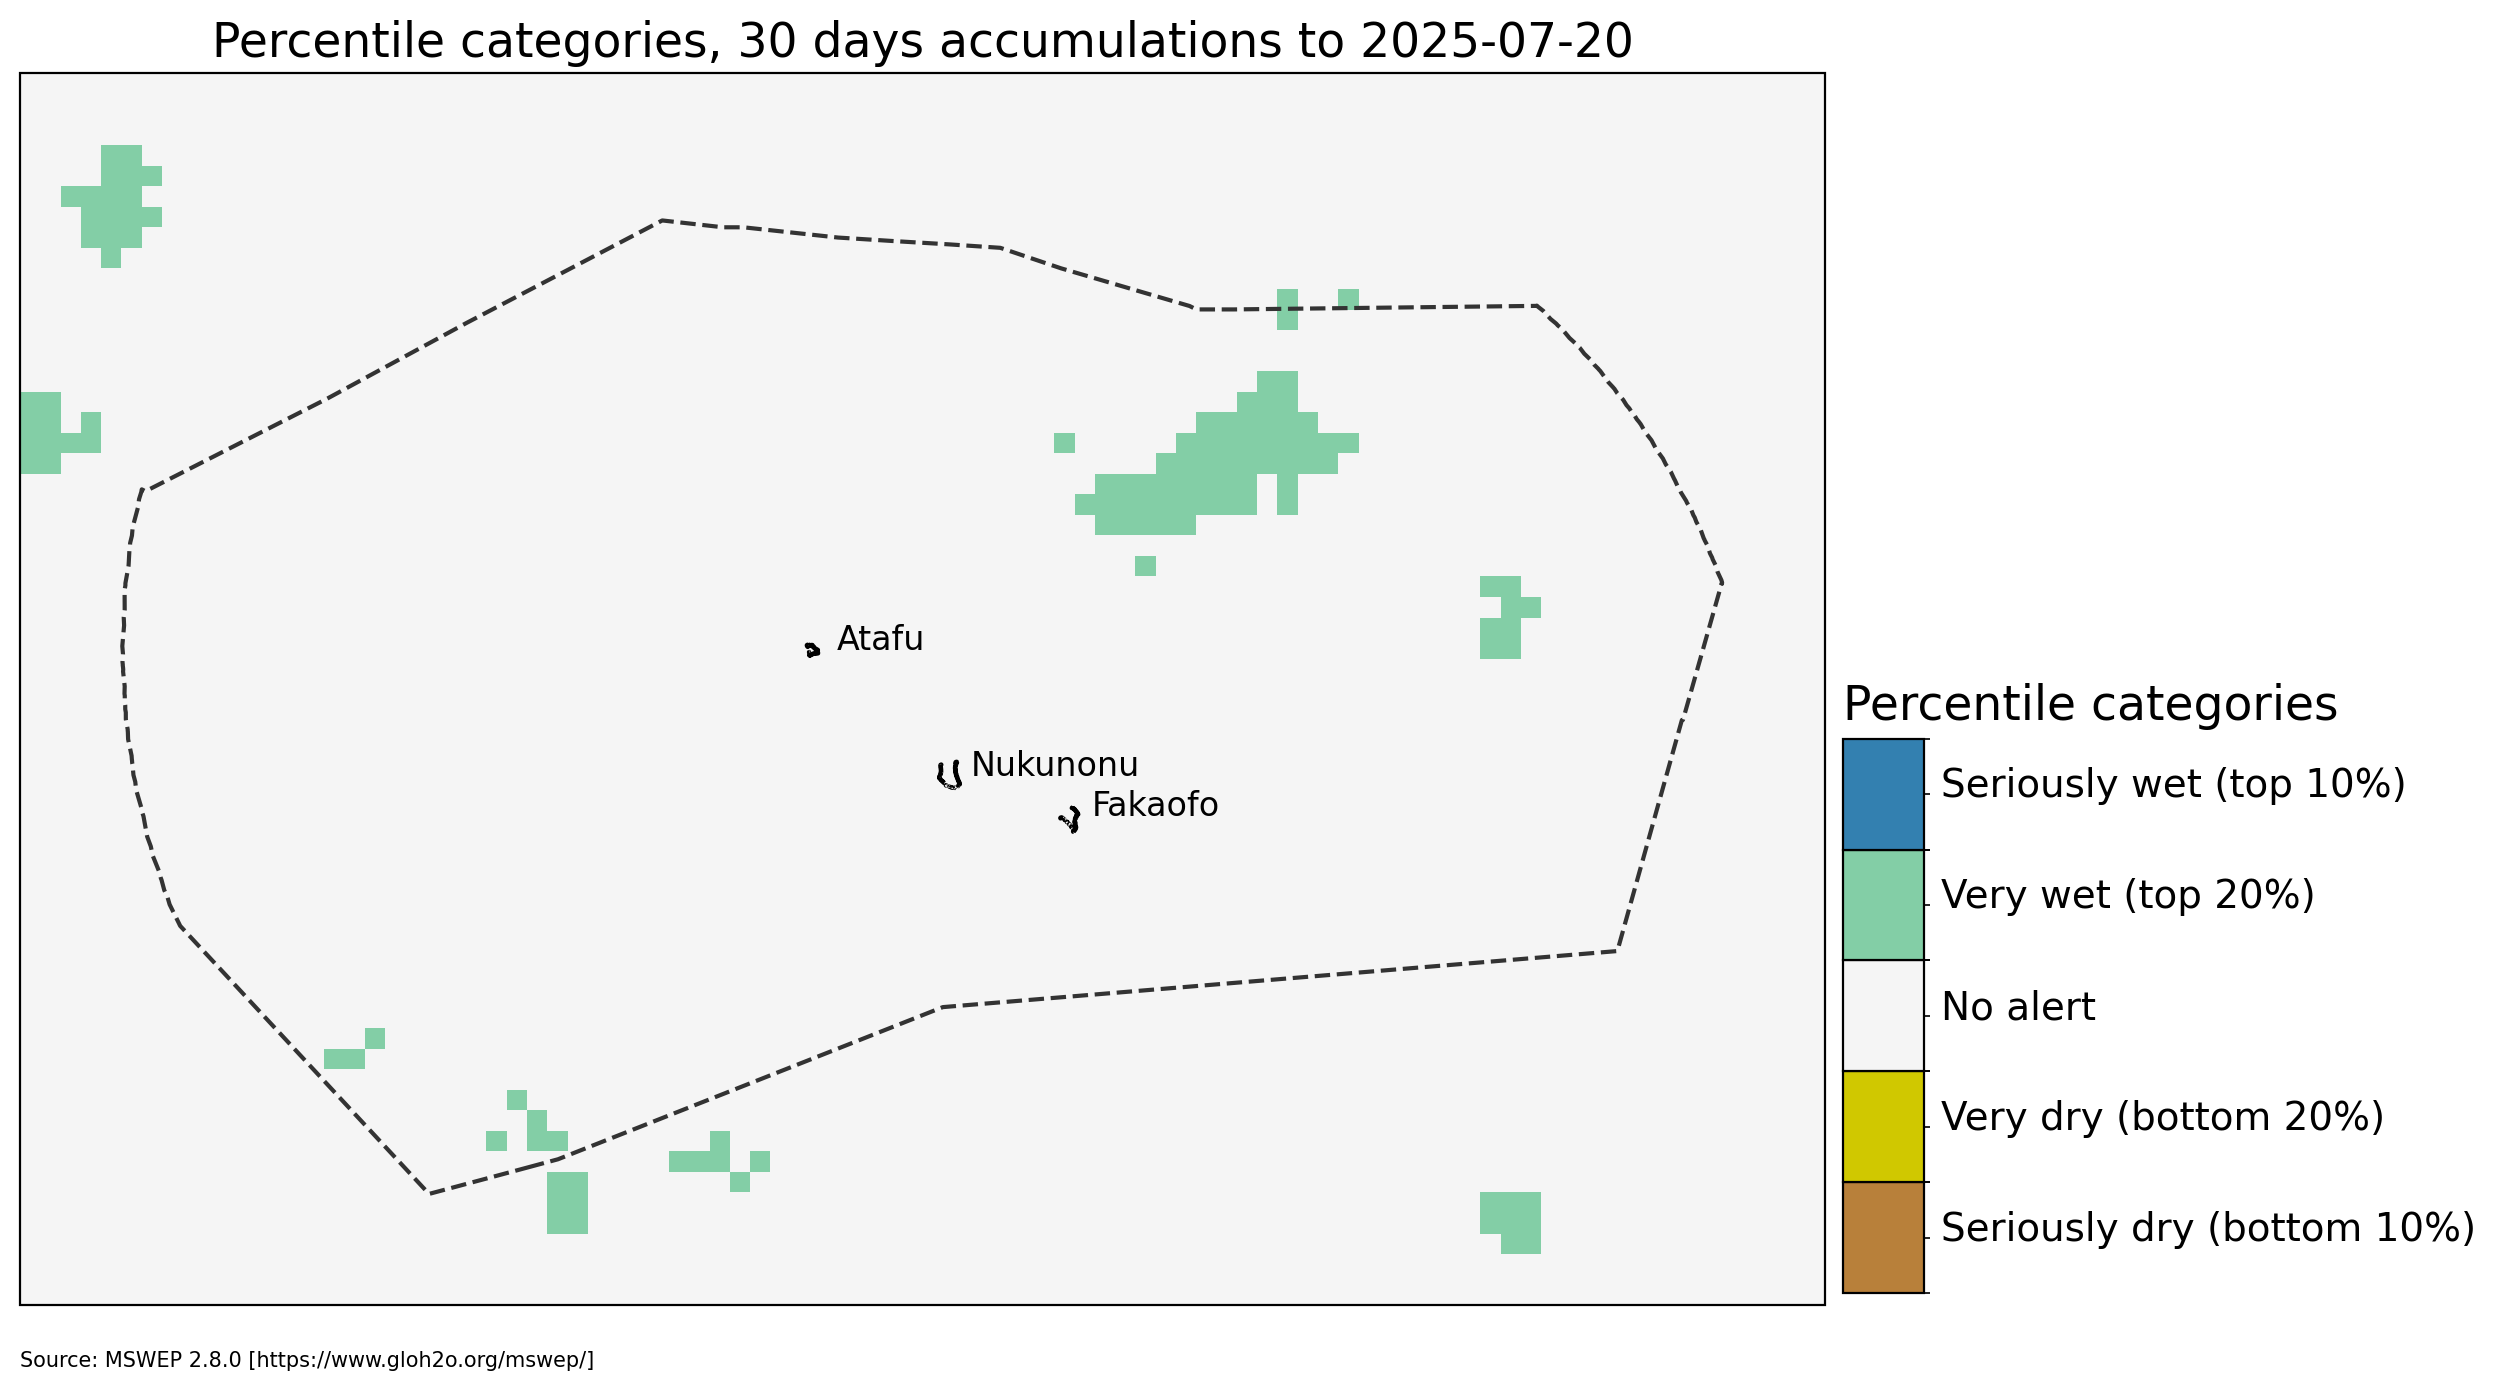 Percentile categories, 30 days accumulations to 2025-07-20
Atafu
Nukunonu
Fakaofo
Percentile categories
Seriously wet (top 10%)
Very wet (top 20%)
No alert
Very dry (bottom 20%)
Seriously dry (bottom 10%)
Source: MSWEP 2.8.0 [https://www.gloh2o.org/mswep/]